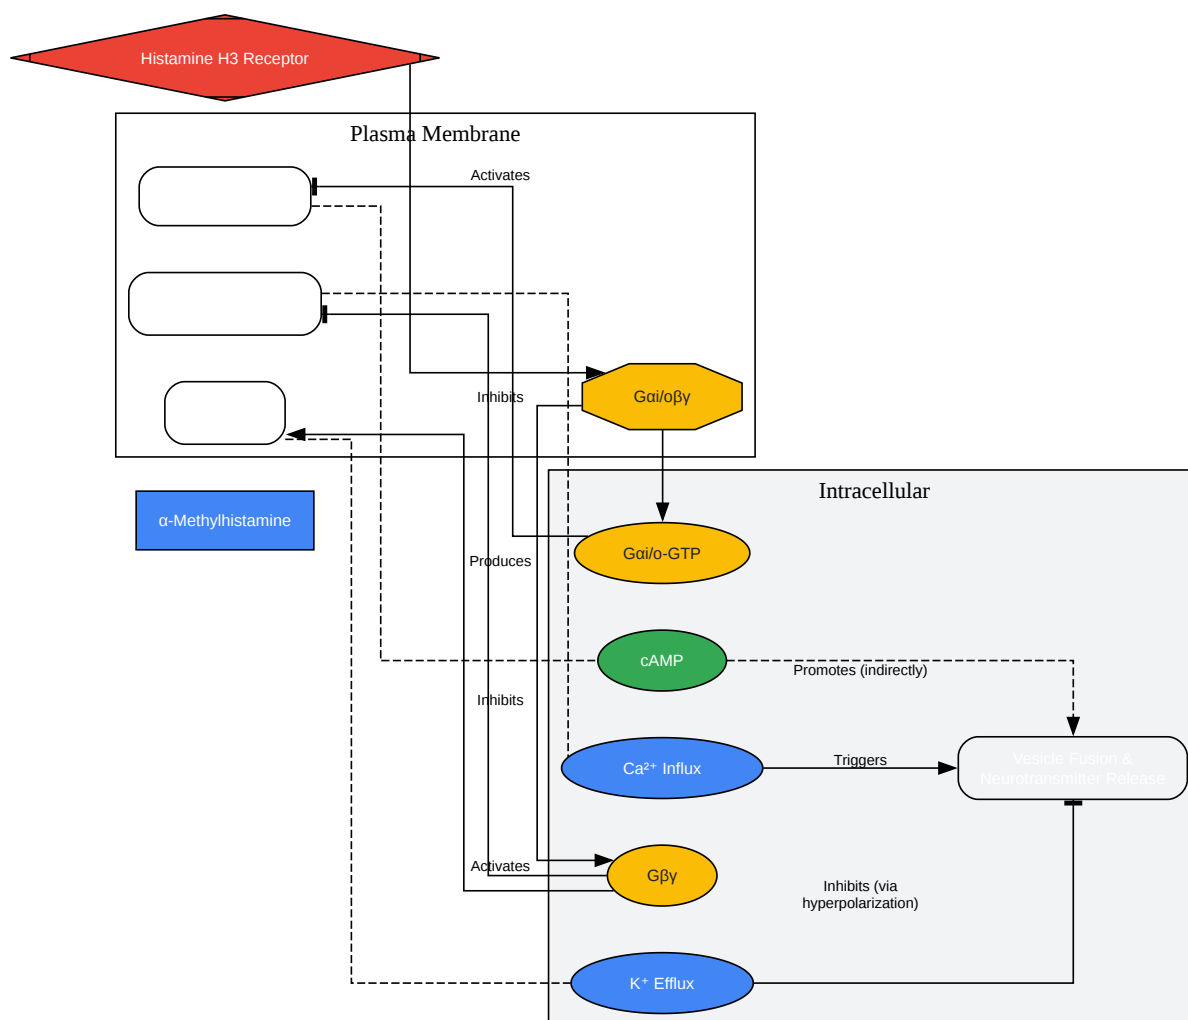 Histamine H3 Receptor
Plasma Membrane
Activates
Inhibits
Gαi/oβγ
Intracellular
α-Methylhistamine
Gαi/o-GTP
Produces
cAMP
Promotes (indirectly)
Inhibits
Vesicle Fusion &
Neurotransmitter Release
Triggers
Ca²⁺ Influx
Activates
Gβγ
Inhibits (via
hyperpolarization)
K⁺ Efflux